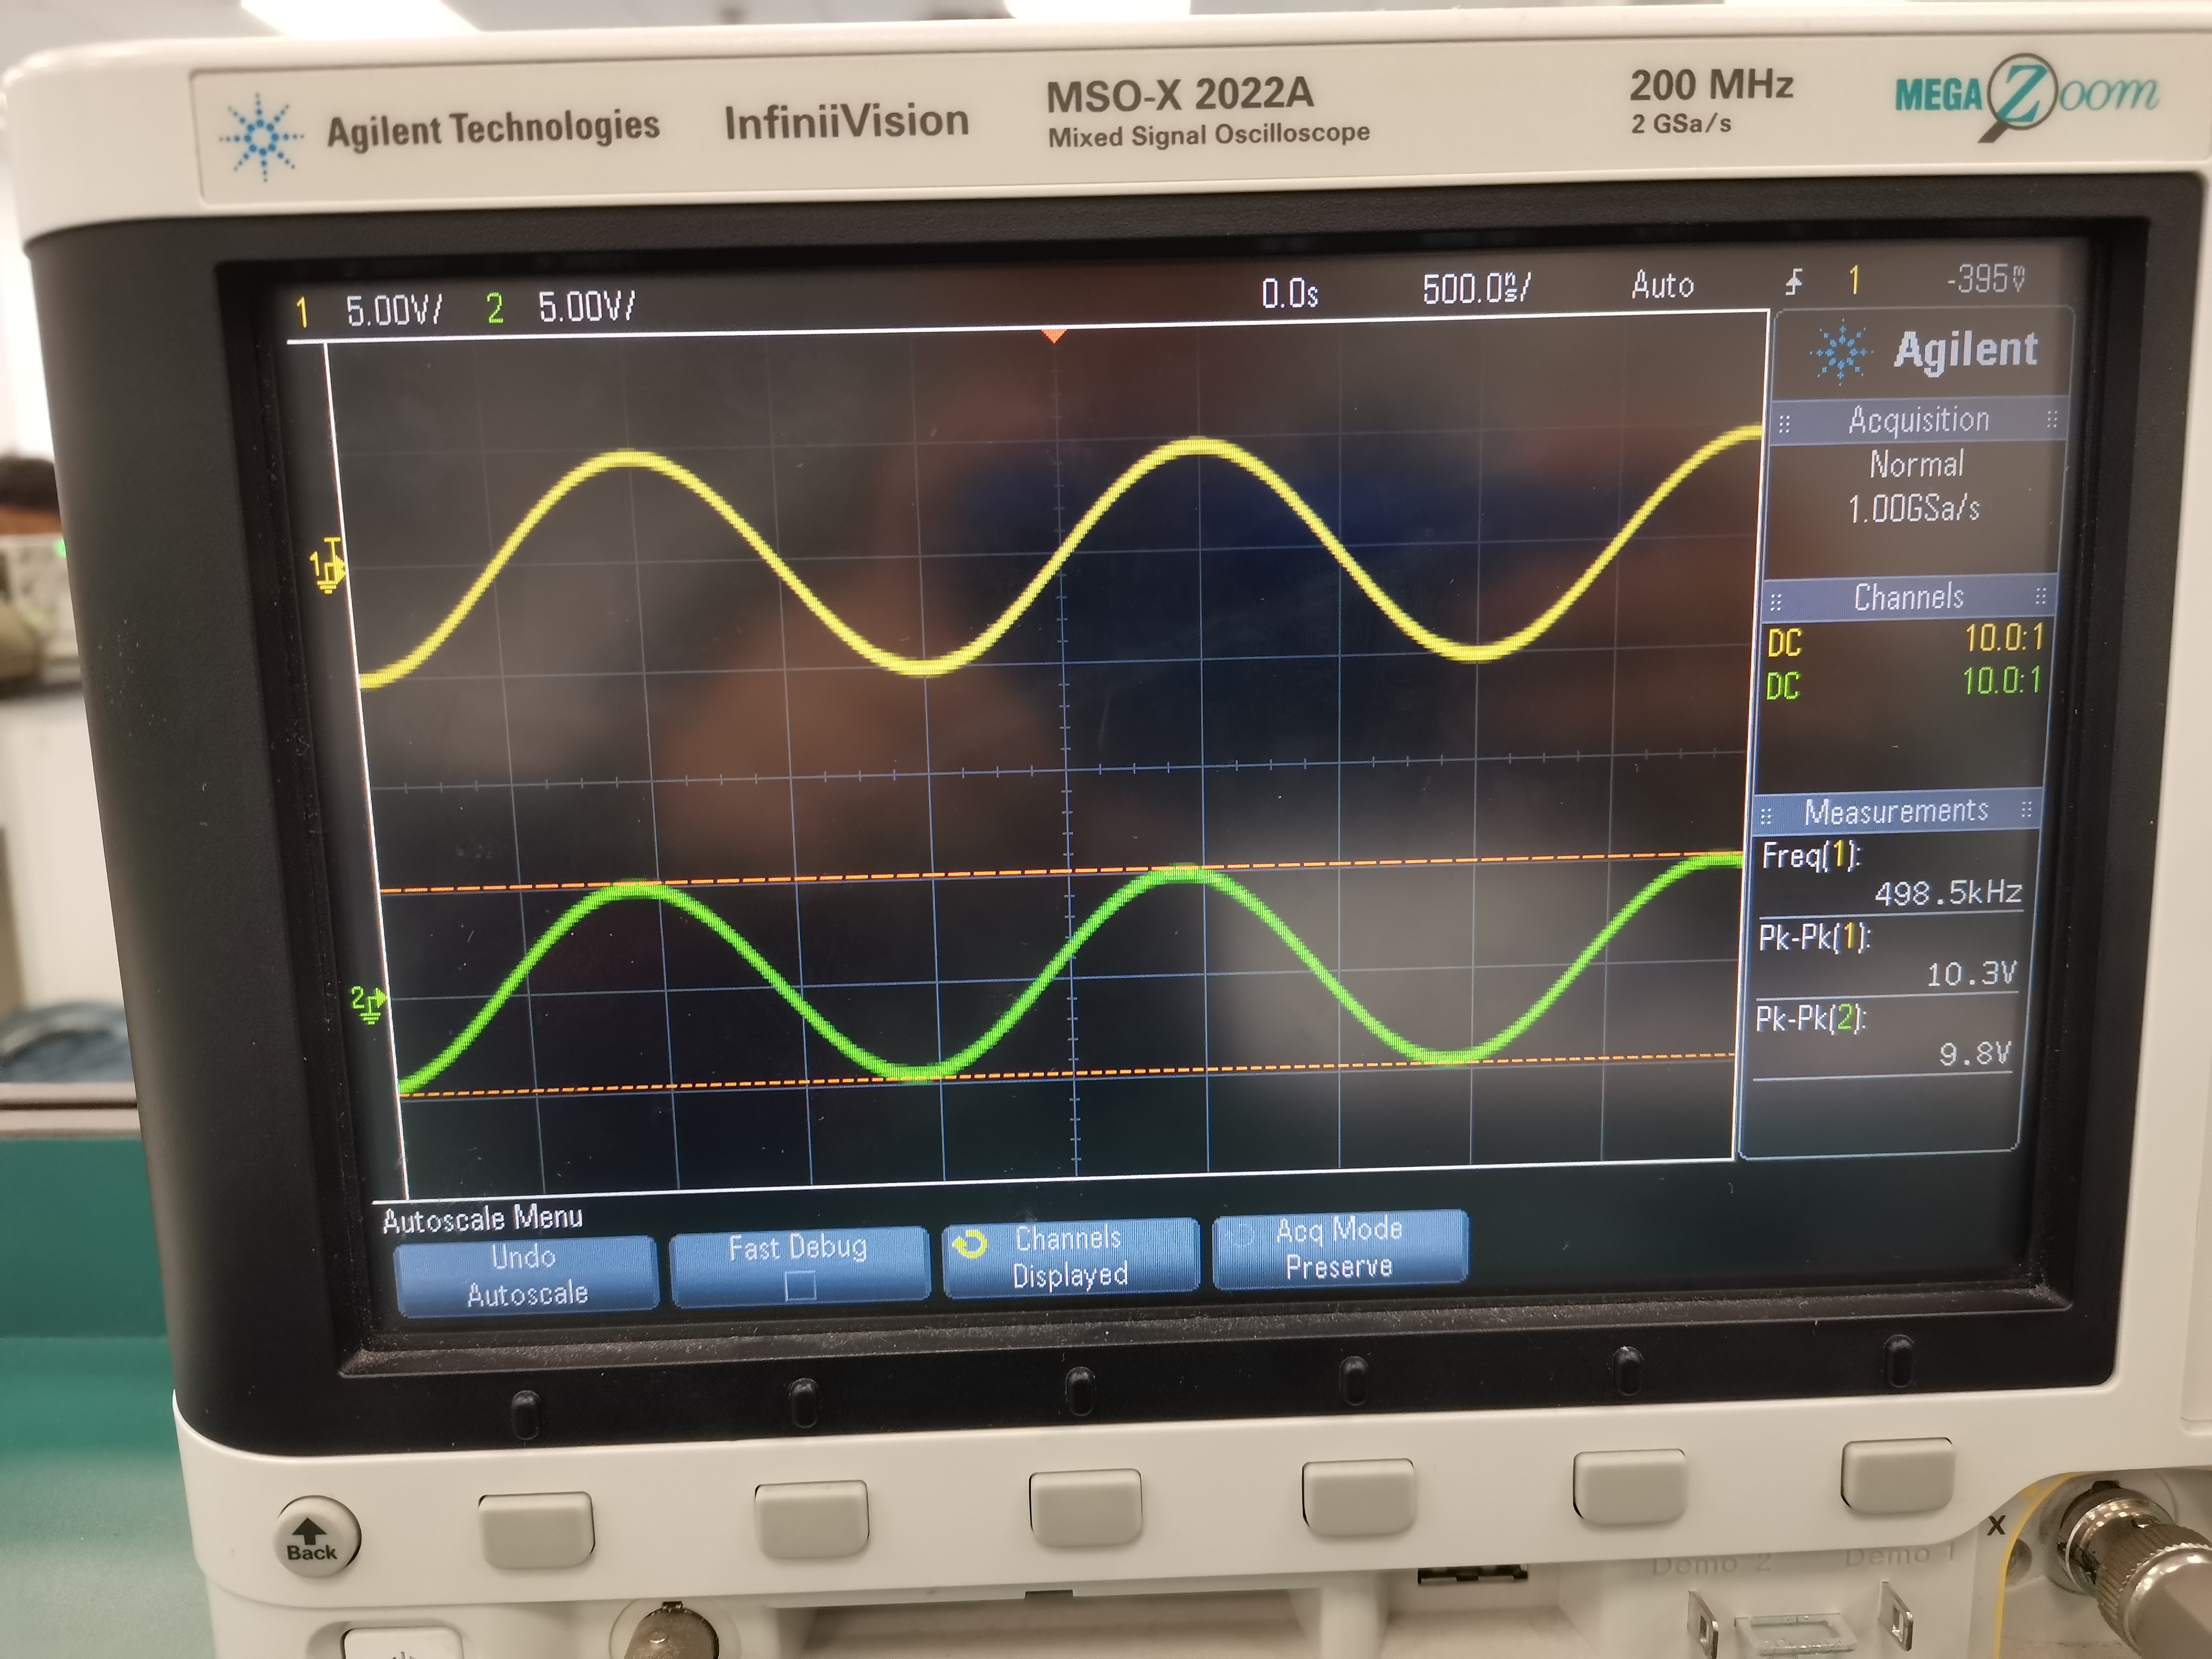 Agilent Technologies InfiniiVision MSO-X 2022A 200 MHz MEGA Zoom
Mixed Signal Oscilloscope 2 GSa/s
1 5.00V/ 2 5.00V/ 0.0s 500.0ns/ Auto 1 -395mV
Agilent
Acquisition
Normal
1.00GSa/s
1
Channels
DC 10.0:1
DC 10.0:1
Measurements
Freq(1):
498.5kHz
Pk-Pk(1):
10.3V
2
Pk-Pk(2):
9.8V
Autoscale Menu
Undo
Autoscale
Fast Debug
Channels
Displayed
Acq Mode
Preserve
Back
X
Demo 2 Demo 1